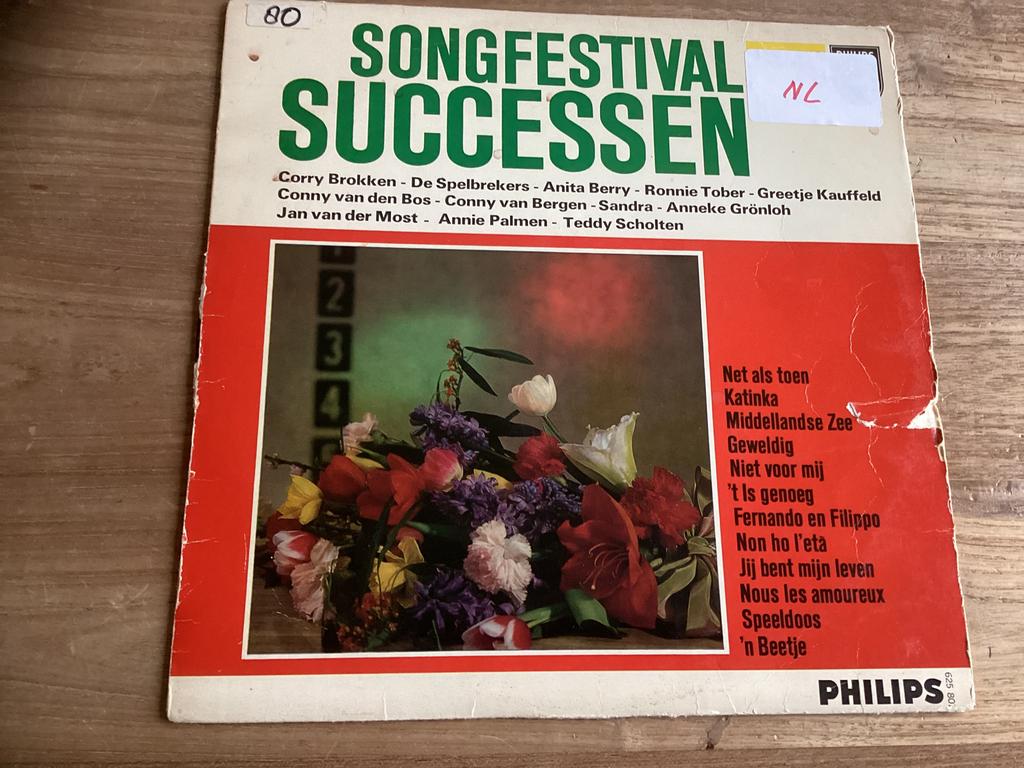 80
SONGFESTIVAL
SUCCESSEN
PHILIPS
NL
Corry Brokken - De Spelbrekers - Anita Berry - Ronnie Tober - Greetje Kauffeld
Conny van den Bos - Conny van Bergen - Sandra - Anneke Grönloh
Jan van der Most - Annie Palmen - Teddy Scholten
2
3
4
Net als toen
Katinka
Middellandse Zee
Geweldig
Niet voor mij
't Is genoeg
Fernando en Filippo
Non ho l'età
Jij bent mijn leven
Nous les amoureux
Speeldoos
'n Beetje
PHILIPS
625 80